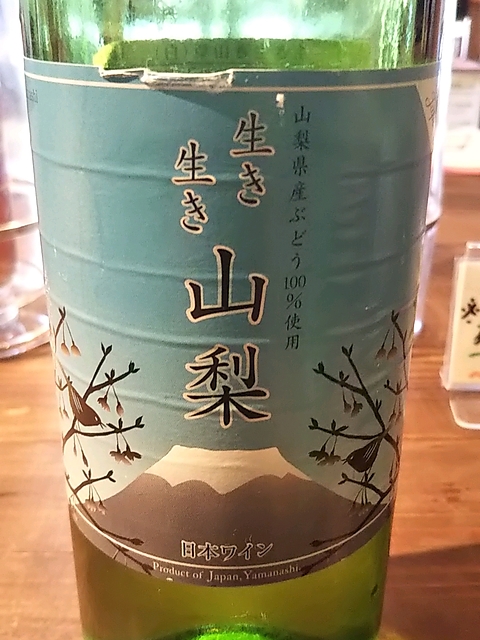 山梨県産ぶどう100%使用
生き
生き
山梨
日本ワイン
Product of Japan, Yamanashi.